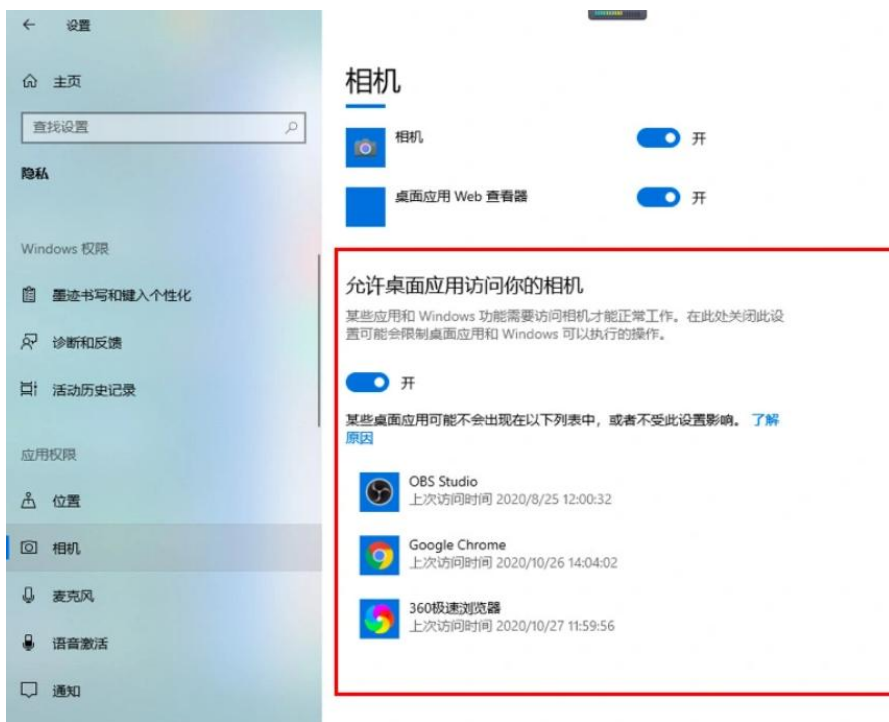 设置
主页
查找设置
隐私
Windows 权限
墨迹书写和键入个性化
诊断和反馈
活动历史记录
应用权限
位置
相机
麦克风
语音激活
通知
相机
相机
开
桌面应用 Web 查看器
开
允许桌面应用访问你的相机
某些应用和 Windows 功能需要访问相机才能正常工作。在此处关闭此设
置可能会限制桌面应用和 Windows 可以执行的操作。
开
某些桌面应用可能不会出现在以下列表中，或者不受此设置影响。 了解
原因
OBS Studio
上次访问时间 2020/8/25 12:00:32
Google Chrome
上次访问时间 2020/10/26 14:04:02
360极速浏览器
上次访问时间 2020/10/27 11:59:56